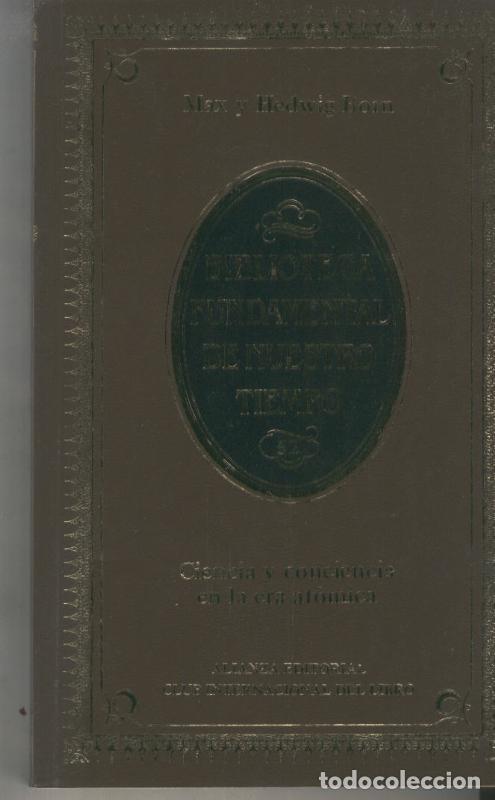 Max y Hedwig Born
BIBLIOTECA
FUNDAMENTAL
DE NUESTRO
TIEMPO
Ciencia y conciencia
en la era atómica
ALIANZA EDITORIAL
CLUB INTERNACIONAL DEL LIBRO
todocoleccion.net